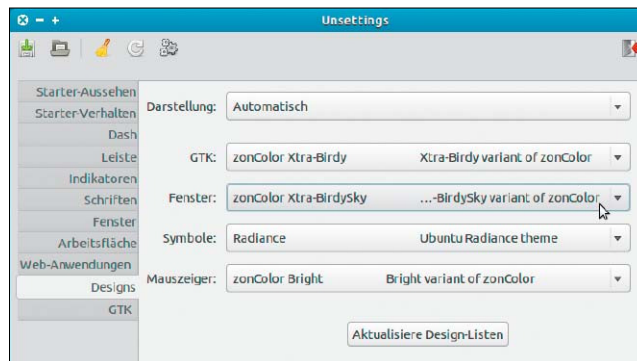 Unsettings
Starter-Aussehen
Starter-Verhalten
Dash
Leiste
Indikatoren
Schriften
Fenster
Arbeitsfläche
Web-Anwendungen
Designs
GTK
Darstellung: Automatisch
GTK: zonColor Xtra-Birdy Xtra-Birdy variant of zonColor
Fenster: zonColor Xtra-BirdySky ...-BirdySky variant of zonColor
Symbole: Radiance Ubuntu Radiance theme
Mauszeiger: zonColor Bright Bright variant of zonColor
Aktualisiere Design-Listen